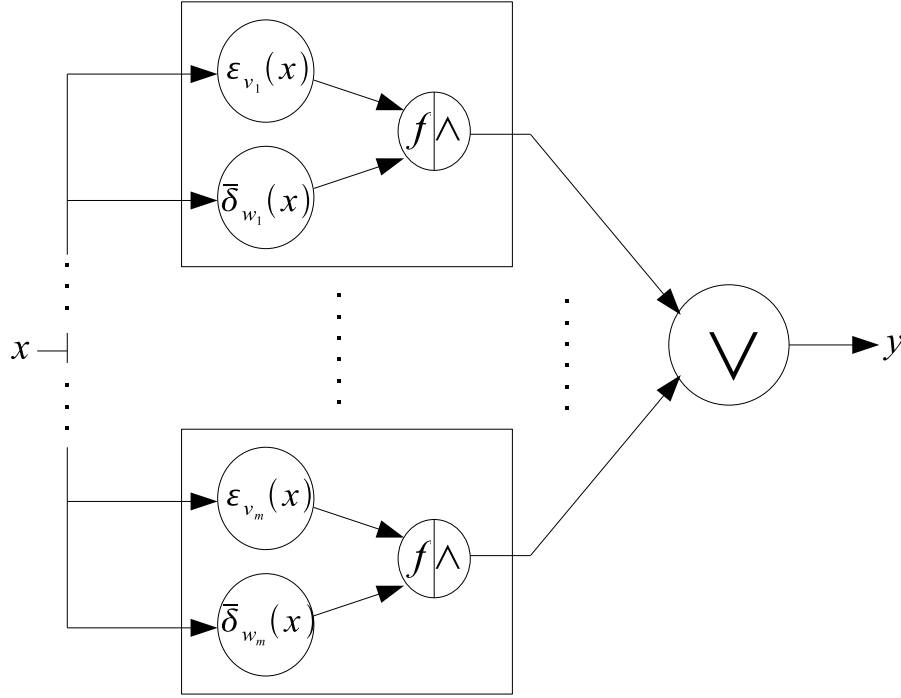 ε_{v_1}(x)
f ∧
δ̄_{w_1}(x)
x
∨
y
ε_{v_m}(x)
f ∧
δ̄_{w_m}(x)